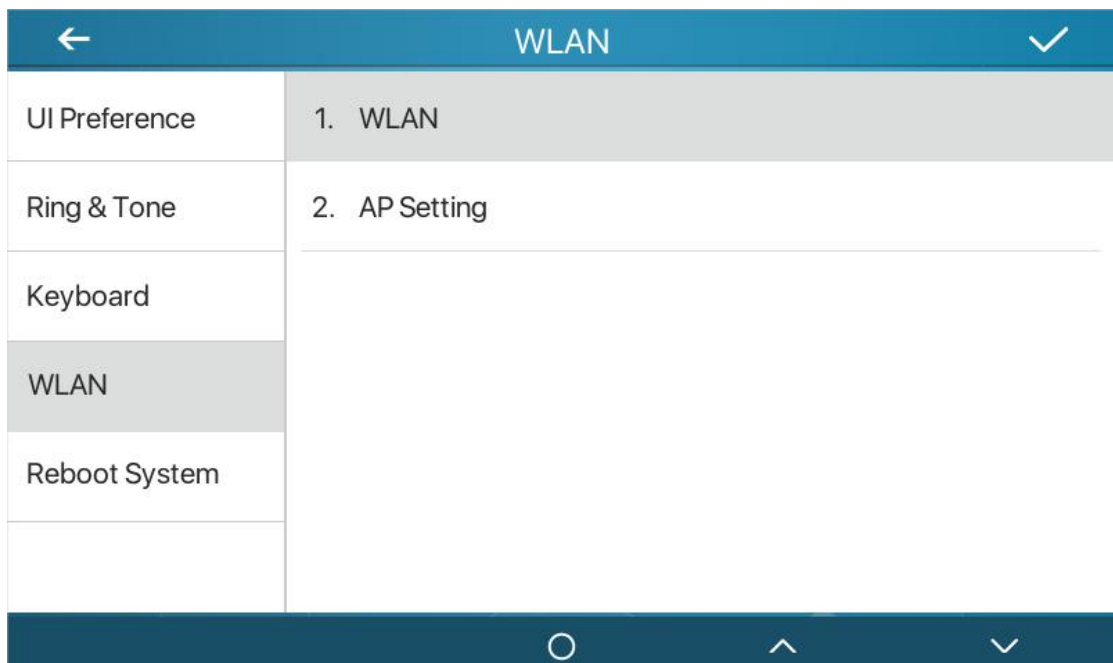 WLAN
UI Preference
Ring & Tone
Keyboard
WLAN
Reboot System
1. WLAN
2. AP Setting